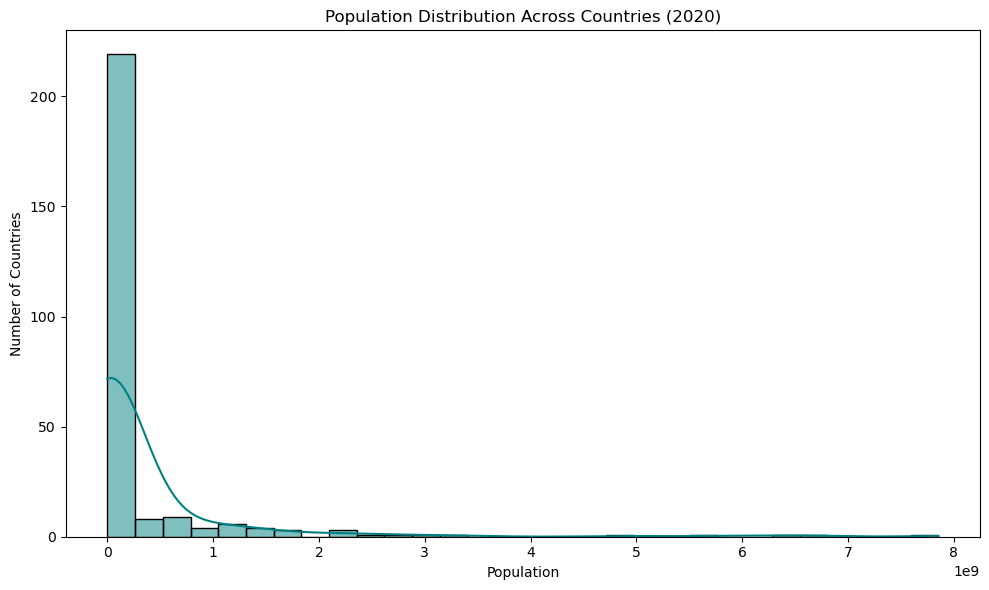 Population Distribution Across Countries (2020)
Number of Countries
200
150
100
50
0
0 1 2 3 4 5 6 7 8
1e9
Population